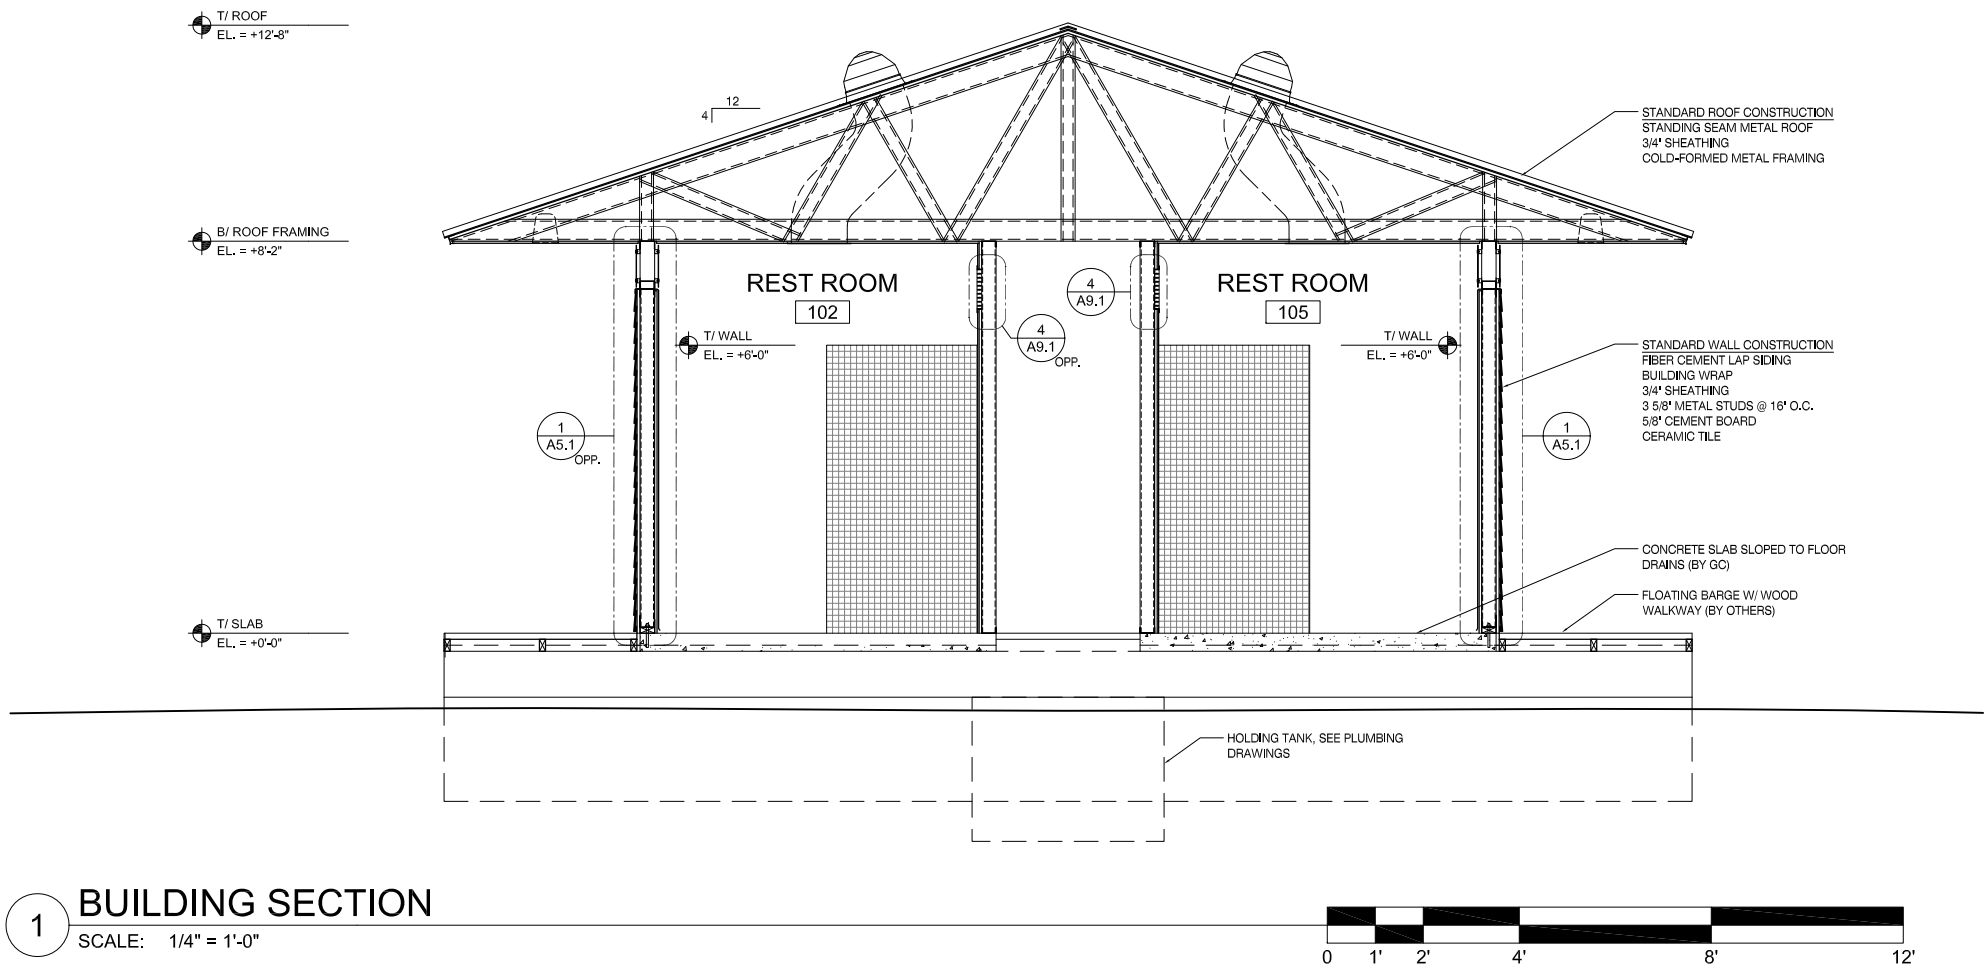 T/ ROOF
EL. = +12'-8"
12
4
STANDARD ROOF CONSTRUCTION
STANDING SEAM METAL ROOF
3/4" SHEATHING
COLD-FORMED METAL FRAMING
B/ ROOF FRAMING
EL. = +8'-2"
REST ROOM
102
4
A9.1
REST ROOM
105
4
A9.1
OPP.
T/ WALL
EL. = +6'-0"
T/ WALL
EL. = +6'-0"
STANDARD WALL CONSTRUCTION
FIBER CEMENT LAP SIDING
BUILDING WRAP
3/4" SHEATHING
3 5/8" METAL STUDS @ 16" O.C.
5/8" CEMENT BOARD
CERAMIC TILE
1
A5.1
OPP.
1
A5.1
CONCRETE SLAB SLOPED TO FLOOR
DRAINS (BY GC)
FLOATING BARGE W/ WOOD
WALKWAY (BY OTHERS)
T/ SLAB
EL. = +0'-0"
HOLDING TANK, SEE PLUMBING
DRAWINGS
1
BUILDING SECTION
SCALE: 1/4" = 1'-0"
0 1' 2' 4' 8' 12'